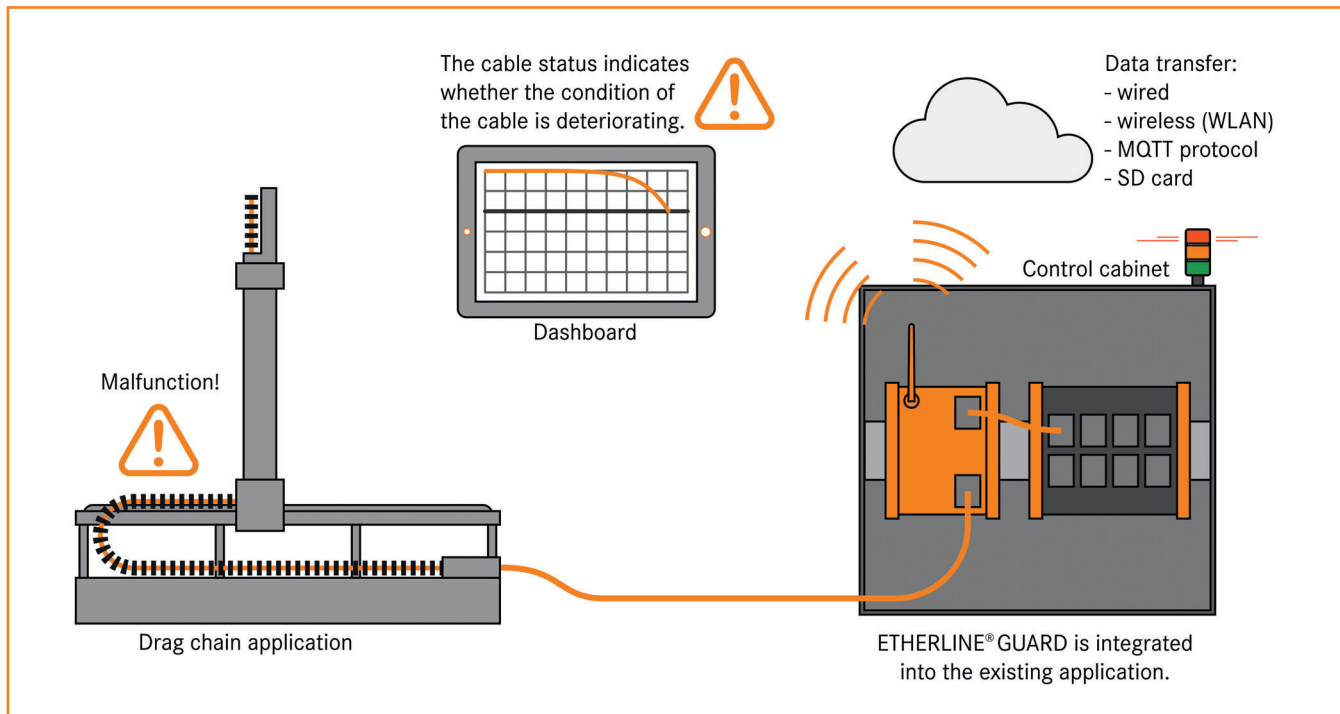 The cable status indicates
whether the condition of
the cable is deteriorating.
Data transfer:
- wired
- wireless (WLAN)
- MQTT protocol
- SD card
Control cabinet
Dashboard
Malfunction!
Drag chain application
ETHERLINE® GUARD is integrated
into the existing application.